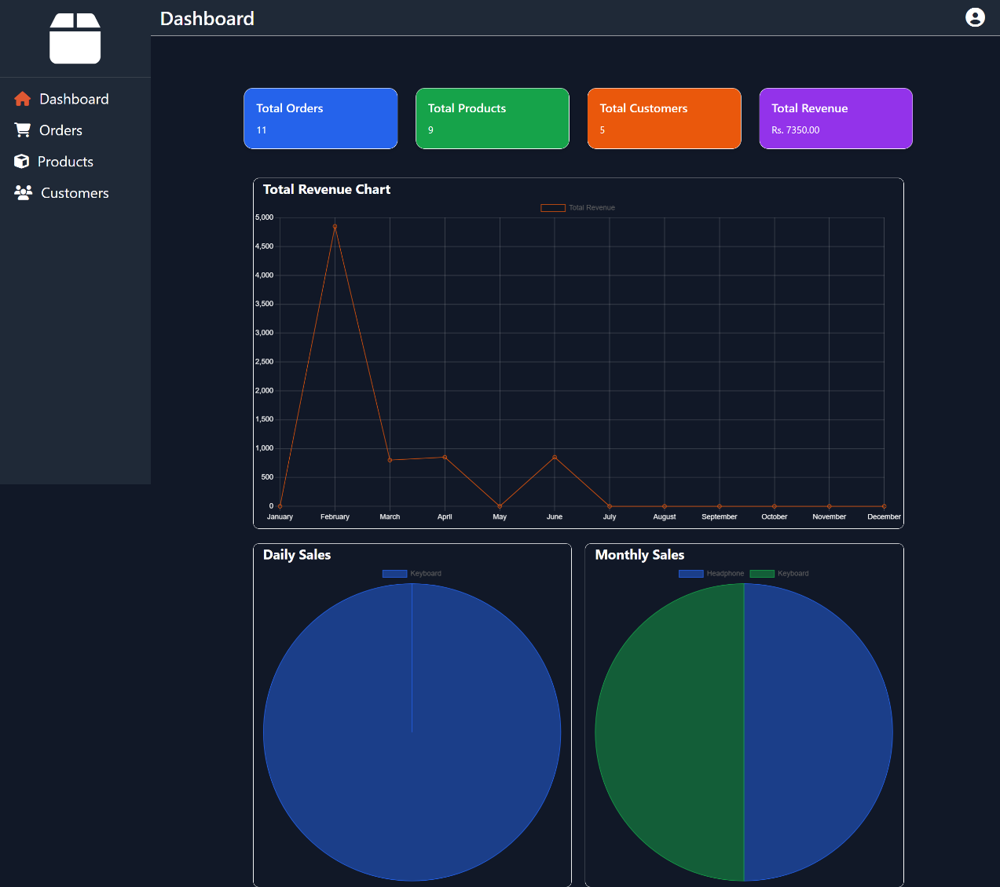 Dashboard
Dashboard
Orders
Products
Customers
Total Orders
11
Total Products
9
Total Customers
5
Total Revenue
Rs. 7350.00
Total Revenue Chart
Total Revenue
5,000
4,500
4,000
3,500
3,000
2,500
2,000
1,500
1,000
500
0
January February March April May June July August September October November December
Daily Sales
Keyboard
Monthly Sales
Headphone Keyboard